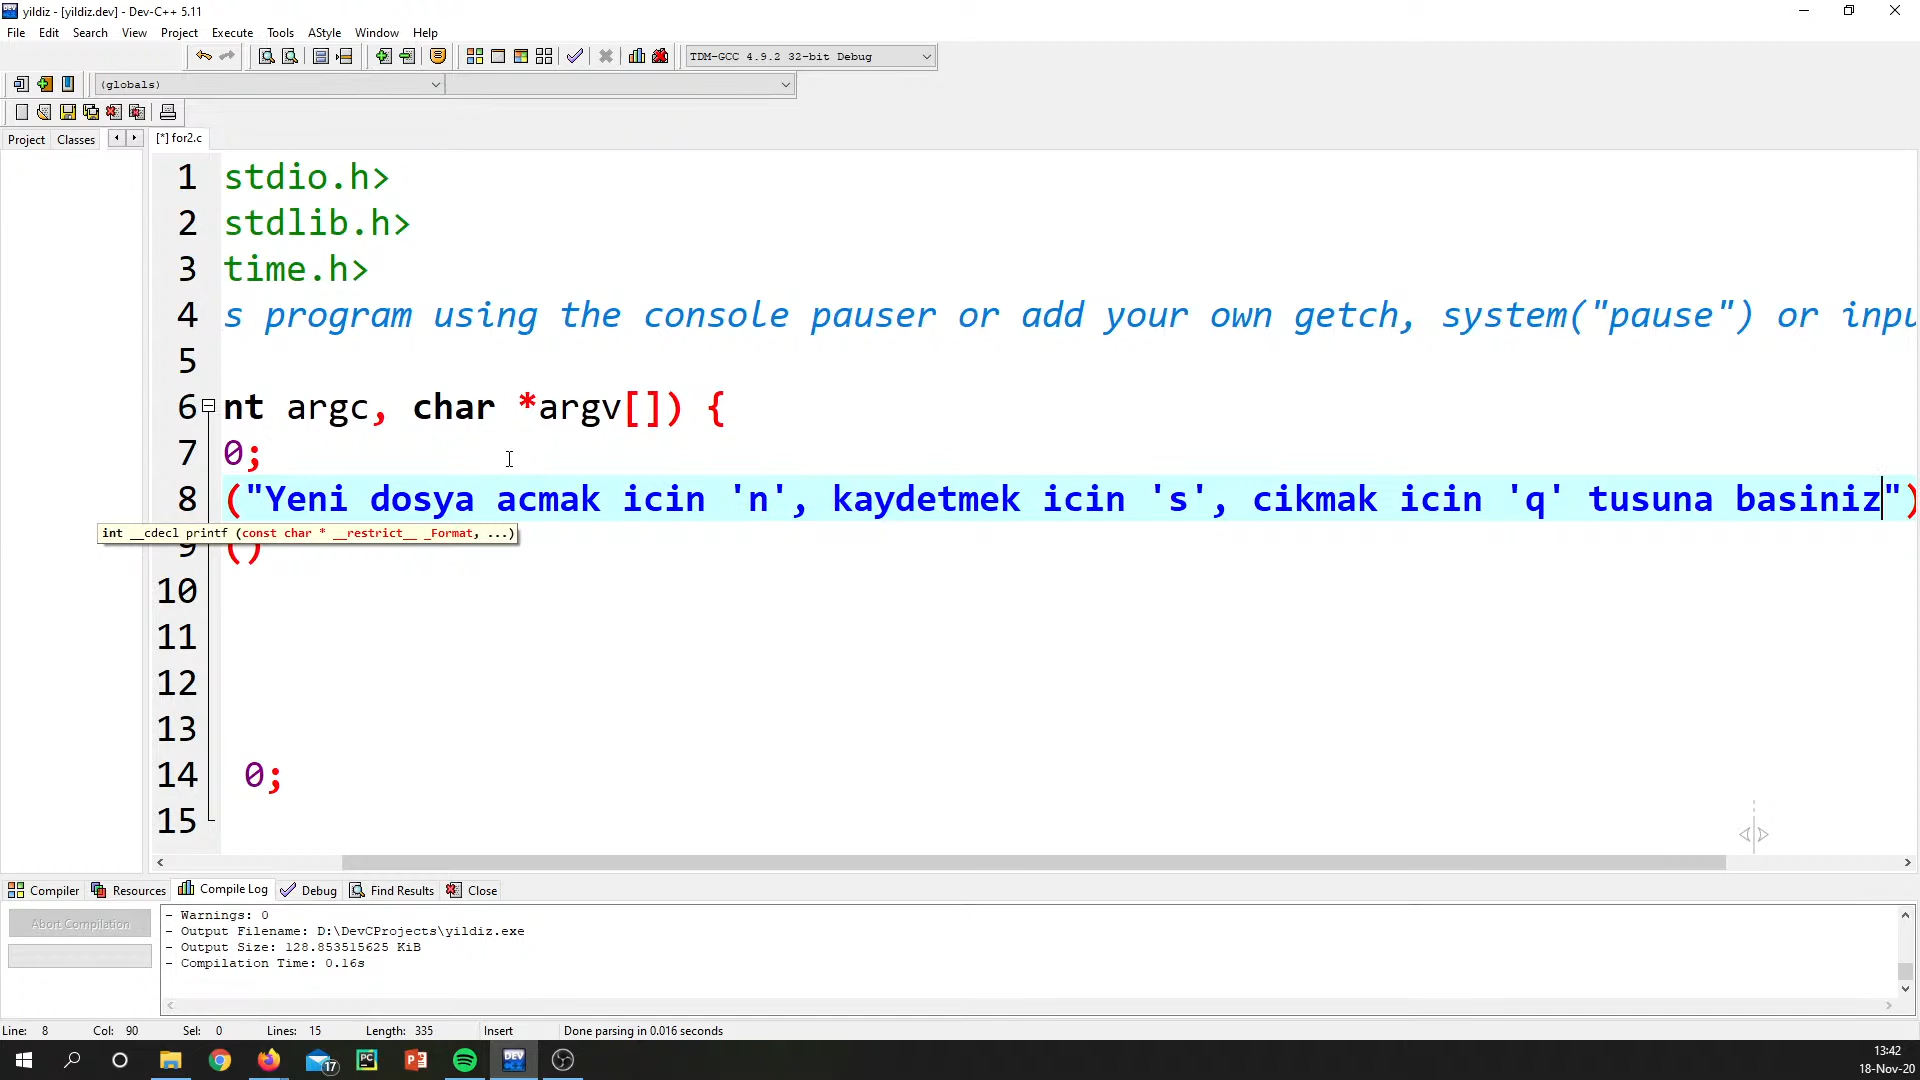 yildiz - [yildiz.dev] - Dev-C++ 5.11
File Edit Search View Project Execute Tools AStyle Window Help
TDM-GCC 4.9.2 32-bit Debug
(globals)
Project Classes [*] for2.c
1 stdio.h>
2 stdlib.h>
3 time.h>
4 s program using the console pauser or add your own getch, system("pause") or inpu
5
6 nt argc, char *argv[]) {
7 0;
8 ("Yeni dosya acmak icin 'n', kaydetmek icin 's', cikmak icin 'q' tusuna basiniz")
int __cdecl printf (const char * __restrict__ _Format, ...)
9 ()
10
11
12
13
14 0;
15
Compiler Resources Compile Log Debug Find Results Close
Abort Compilation
- Warnings: 0
- Output Filename: D:\DevCProjects\yildiz.exe
- Output Size: 128.853515625 KiB
- Compilation Time: 0.16s
Line: 8 Col: 90 Sel: 0 Lines: 15 Length: 335 Insert Done parsing in 0.016 seconds
17
PC
P
DEV
13:42
18-Nov-20